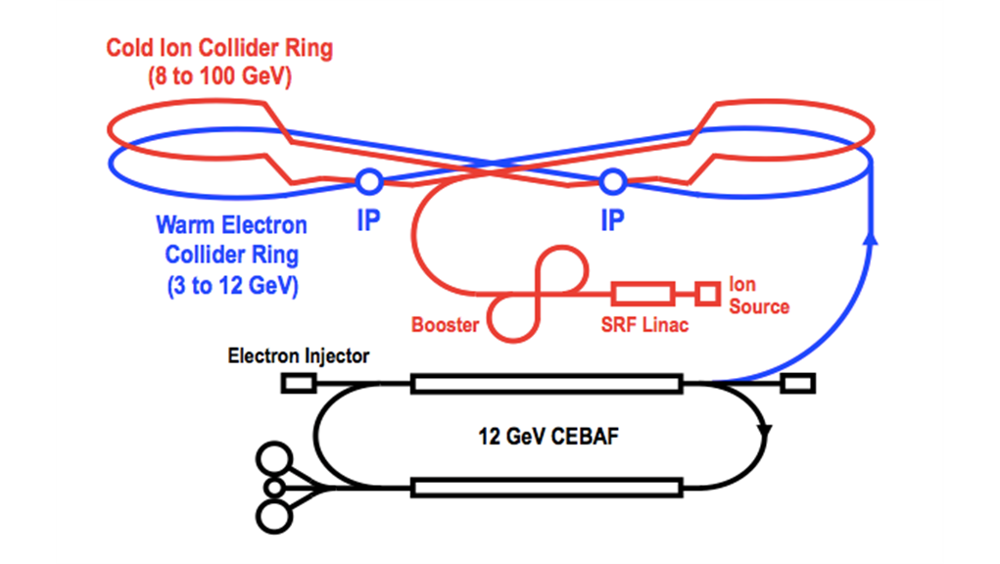 Cold Ion Collider Ring
(8 to 100 GeV)
IP
IP
Warm Electron
Collider Ring
(3 to 12 GeV)
Ion
Source
Booster
SRF Linac
Electron Injector
12 GeV CEBAF